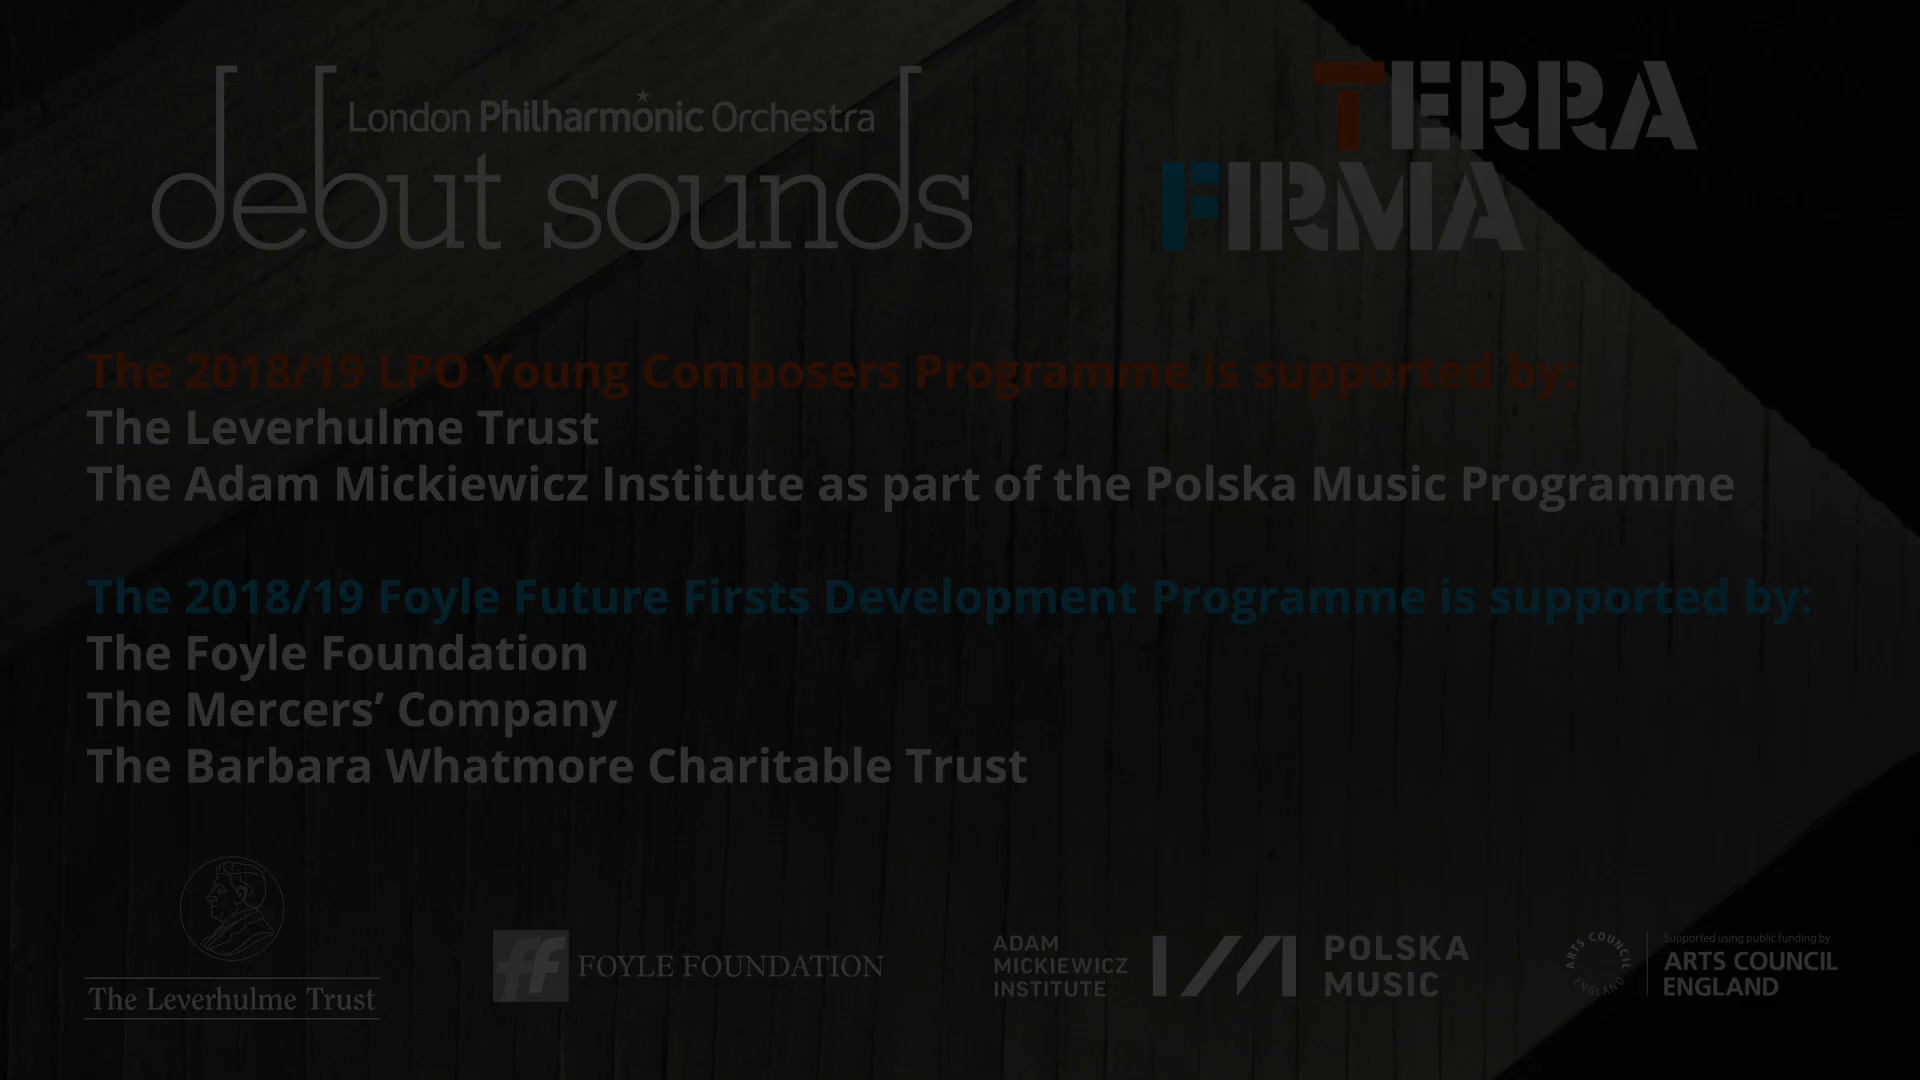 London Philharmonic Orchestra
debut sounds
TERRA
FIRMA
The 2018/19 LPO Young Composers Programme is supported by:
The Leverhulme Trust
The Adam Mickiewicz Institute as part of the Polska Music Programme
The 2018/19 Foyle Future Firsts Development Programme is supported by:
The Foyle Foundation
The Mercers’ Company
The Barbara Whatmore Charitable Trust
The Leverhulme Trust
ff FOYLE FOUNDATION
ADAM
MICKIEWICZ
INSTITUTE
POLSKA
MUSIC
ARTS COUNCIL
ENGLAND
Supported using public funding by
ARTS COUNCIL
ENGLAND